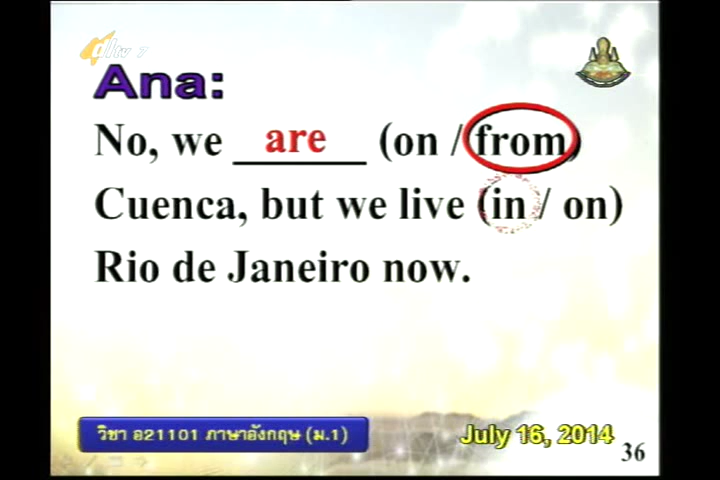 dltv 7
Ana:
No, we are (on / from)
Cuenca, but we live (in / on)
Rio de Janeiro now.
วิชา อ21101 ภาษาอังกฤษ (ม.1)
July 16, 2014
36